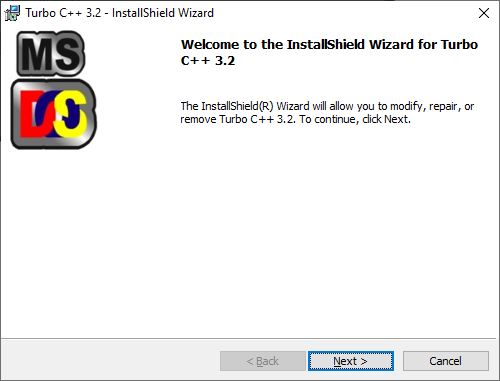 Turbo C++ 3.2 - InstallShield Wizard
MS
DOS
Welcome to the InstallShield Wizard for Turbo
C++ 3.2
The InstallShield(R) Wizard will allow you to modify, repair, or
remove Turbo C++ 3.2. To continue, click Next.
< Back
Next >
Cancel